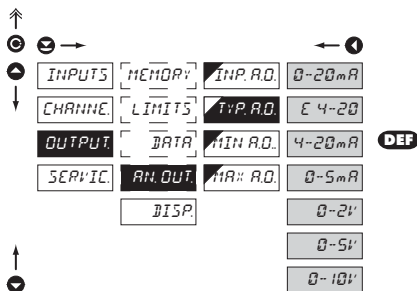 INPUTS MEMORY INP. A.O. 0-20mA
CHANNE. LIMITS TYP. A.O. E 4-20
OUTPUT. DATA MIN A.O. 4-20mA DEF
SERVIC. AN. OUT. MAX A.O. 0-5mA
DISP. 0-2V
0-5V
0-10V